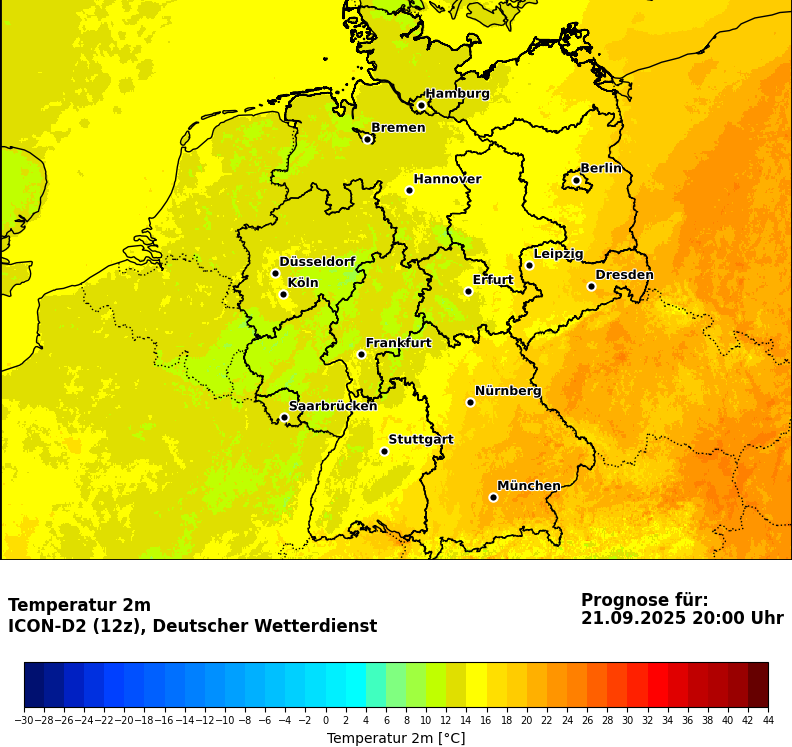 Hamburg
Bremen
Berlin
Hannover
Leipzig
Düsseldorf
Dresden
Köln
Erfurt
Frankfurt
Nürnberg
Saarbrücken
Stuttgart
München
Temperatur 2m
ICON-D2 (12z), Deutscher Wetterdienst
Prognose für:
21.09.2025 20:00 Uhr
−30 −28 −26 −24 −22 −20 −18 −16 −14 −12 −10 −8 −6 −4 −2 0 2 4 6 8 10 12 14 16 18 20 22 24 26 28 30 32 34 36 38 40 42 44
Temperatur 2m [°C]